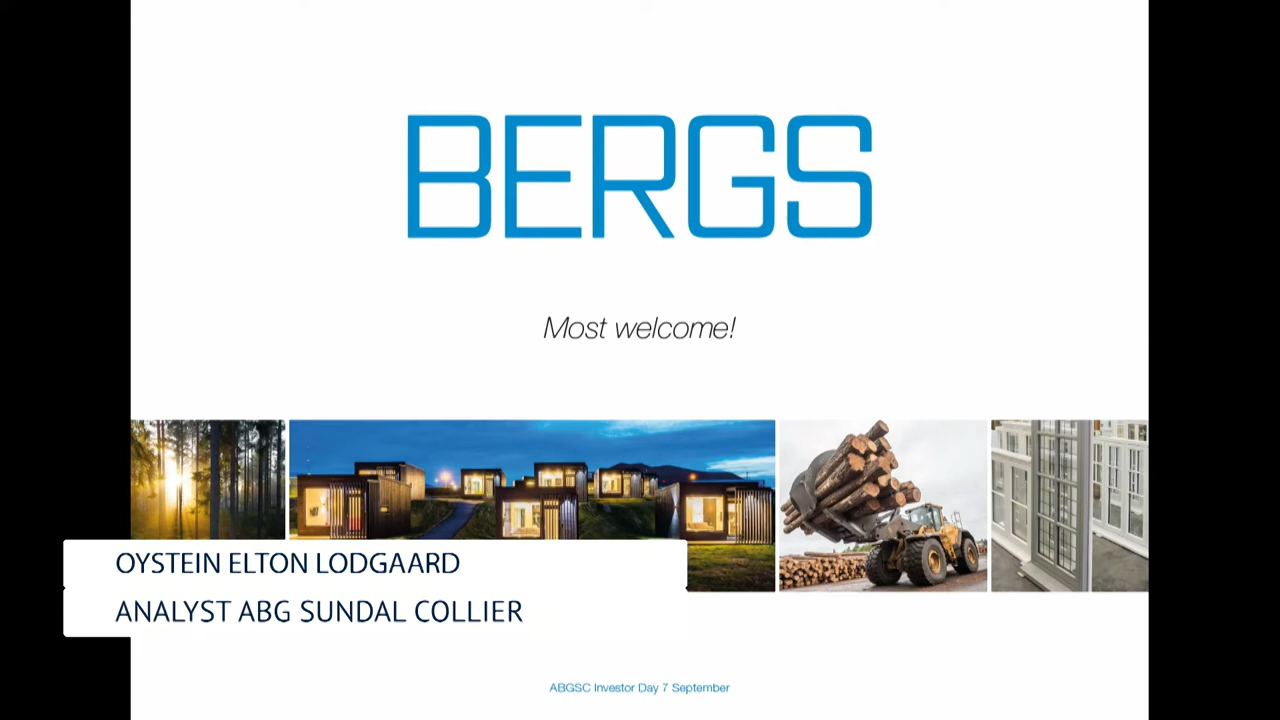 BERGS
Most welcome!
OYSTEIN ELTON LODGAARD
ANALYST ABG SUNDAL COLLIER
ABGSC Investor Day 7 September